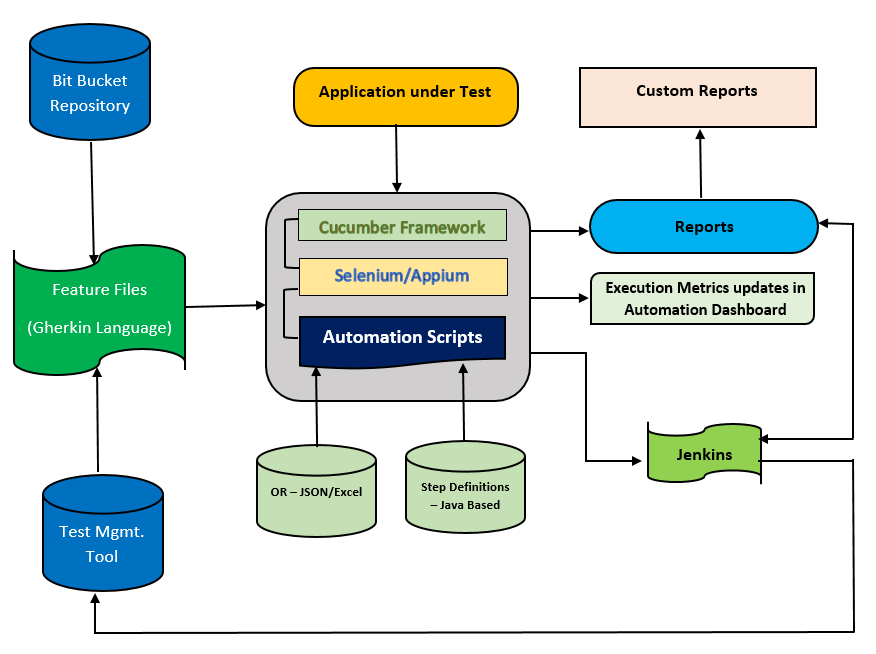 Bit Bucket
Repository
Application under Test
Custom Reports
Cucumber Framework
Reports
Feature Files
(Gherkin Language)
Selenium/Appium
Execution Metrics updates in
Automation Dashboard
Automation Scripts
Jenkins
OR – JSON/Excel
Step Definitions
– Java Based
Test Mgmt.
Tool